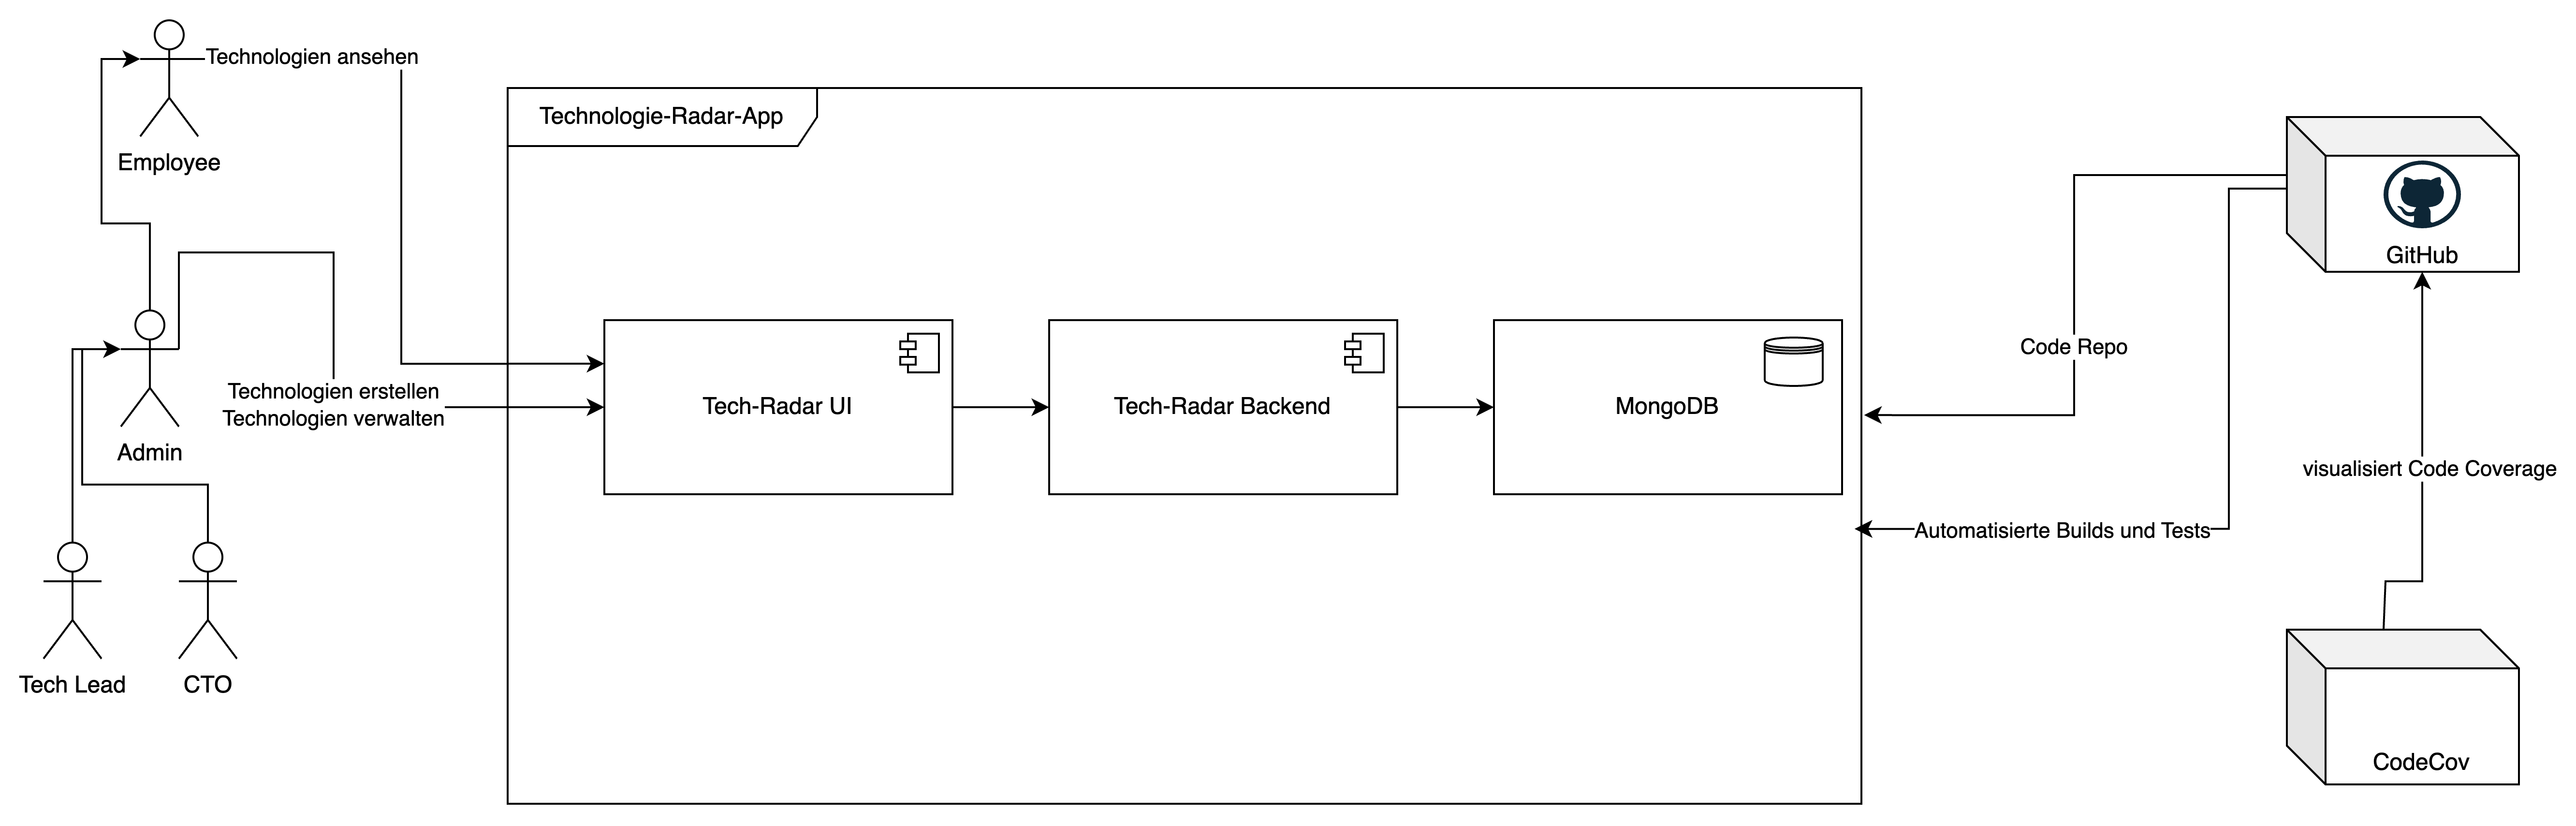 Technologien ansehen
Employee
Technologie-Radar-App
GitHub
Code Repo
Technologien erstellen
Technologien verwalten
Tech-Radar UI
Tech-Radar Backend
MongoDB
Admin
visualisiert Code Coverage
Automatisierte Builds und Tests
Tech Lead
CTO
CodeCov